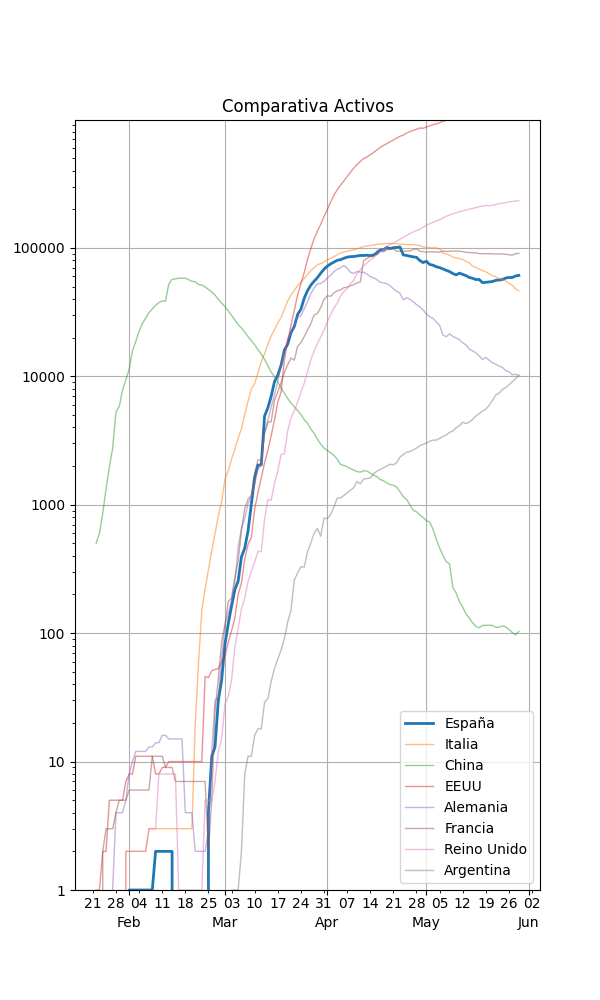 Comparativa Activos
100000
10000
1000
100
10
1
España
Italia
China
EEUU
Alemania
Francia
Reino Unido
Argentina
21 28 04 11 18 25 03 10 17 24 31 07 14 21 28 05 12 19 26 02
Feb Mar Apr May Jun